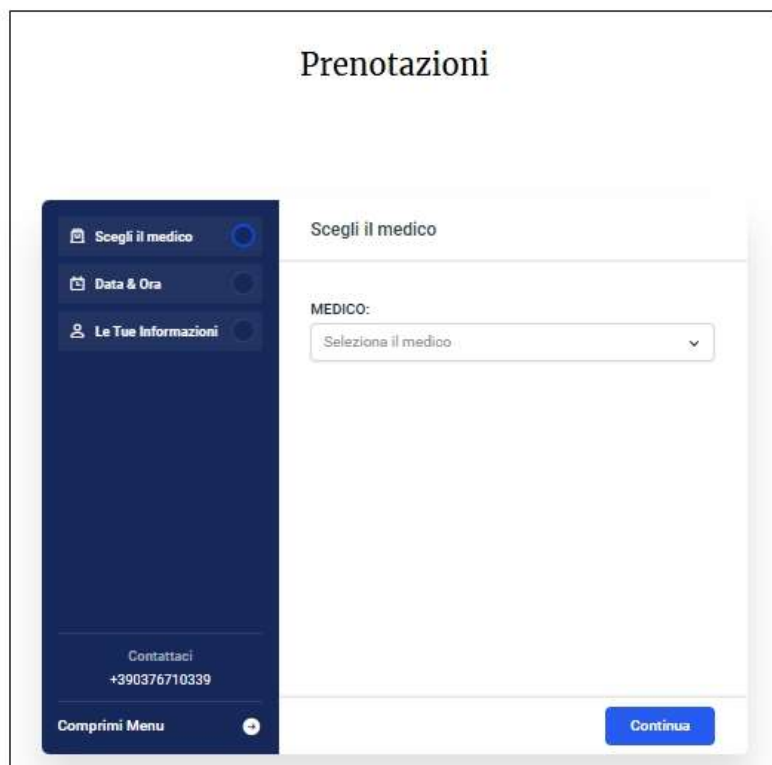 Prenotazioni
Scegli il medico
Data & Ora
Le Tue Informazioni
Contattaci
+390376710339
Comprimi Menu
Scegli il medico
MEDICO:
Seleziona il medico
Continua